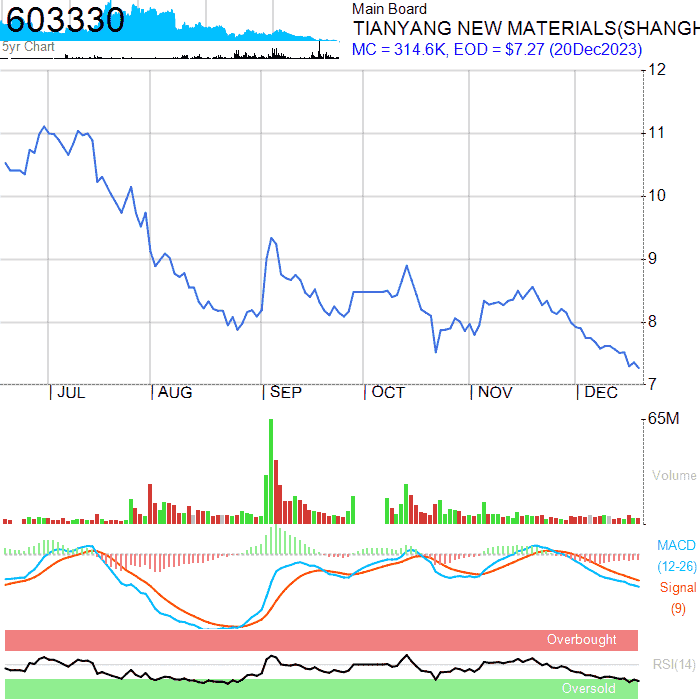 603330
5yr Chart
Main Board
TIANYANG NEW MATERIALS(SHANGH
MC = 314.6K, EOD = $7.27 (20Dec2023)
12
11
10
9
8
7
JUL AUG SEP OCT NOV DEC
65M
Volume
MACD
(12-26)
Signal
(9)
Overbought
RSI(14)
Oversold